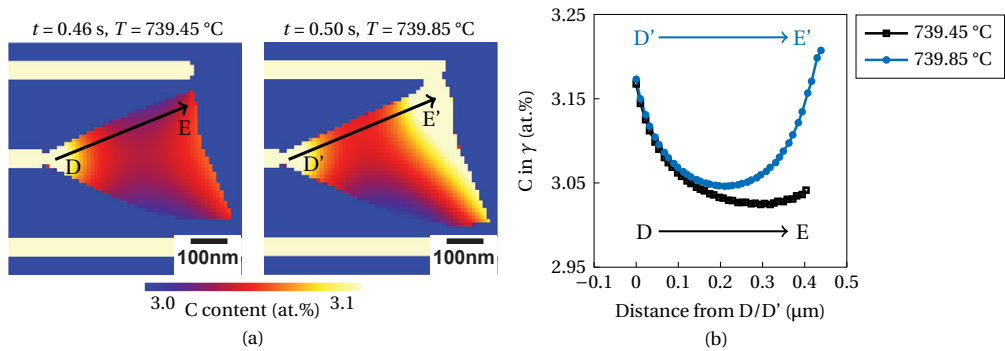 (a)
t = 0.46 s, T = 739.45 °C
t = 0.50 s, T = 739.85 °C
D
E
100nm
D’
E’
100nm
3.0
3.1
C content (at.%)
(a)
(b)
3.25
3.15
3.05
2.95
C in γ (at.%)
D’
E’
D
E
−0.1
0
0.1
0.2
0.3
0.4
0.5
Distance from D/D’ (µm)
739.45 °C
739.85 °C
(b)